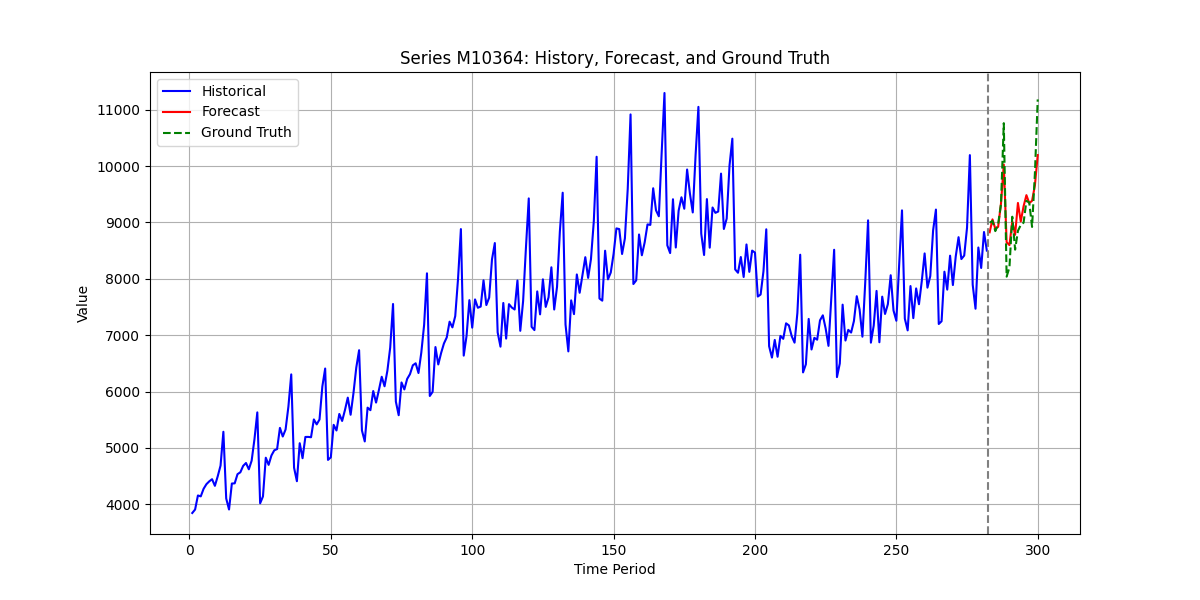 Series M10364: History, Forecast, and Ground Truth
Historical
Forecast
Ground Truth
11000
10000
9000
8000
7000
6000
5000
4000
Value
0 50 100 150 200 250 300
Time Period